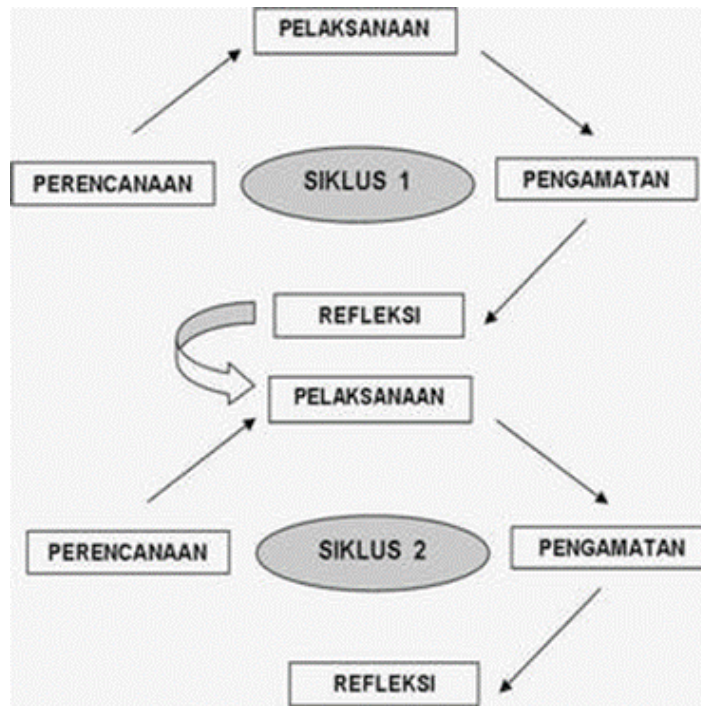 PELAKSANAAN
PERENCANAAN
SIKLUS 1
PENGAMATAN
REFLEKSI
PELAKSANAAN
PERENCANAAN
SIKLUS 2
PENGAMATAN
REFLEKSI